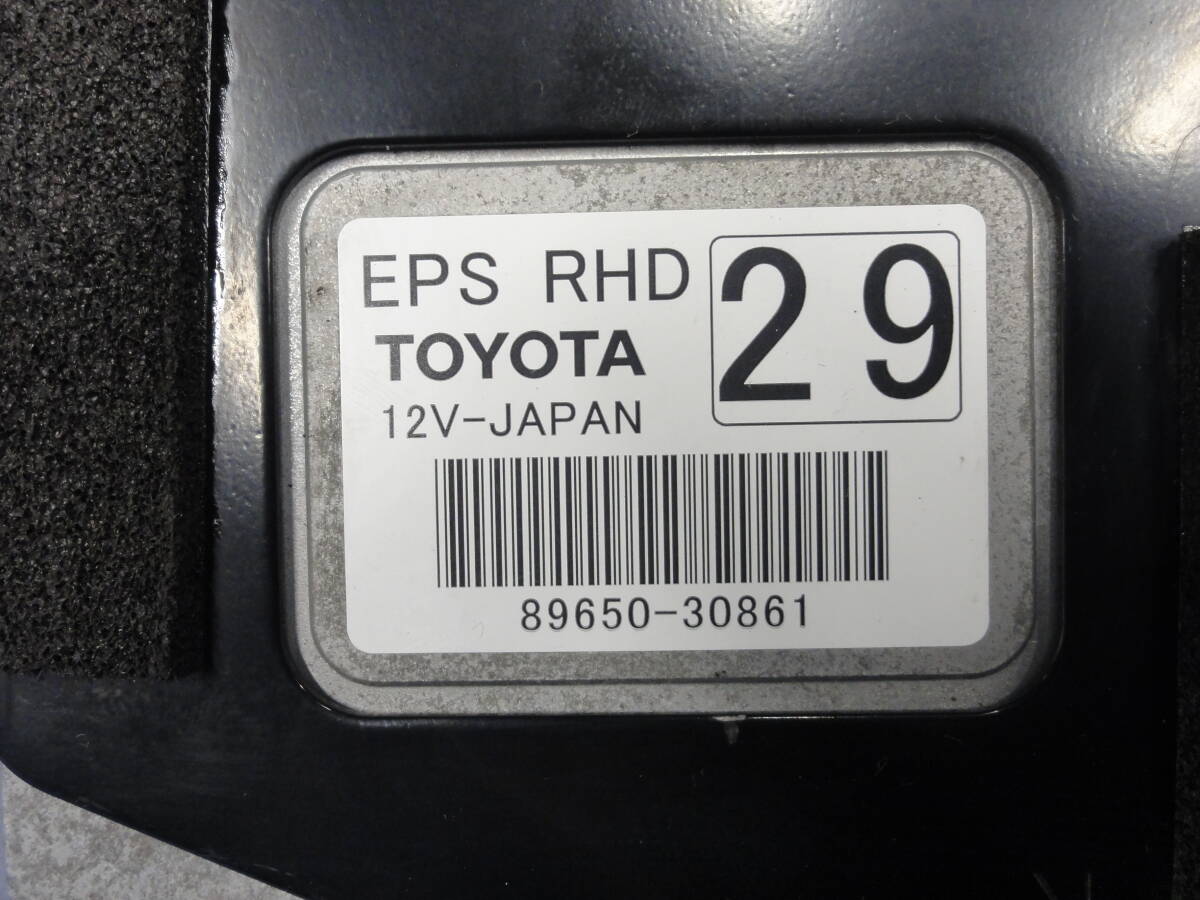 EPS RHD 29
TOYOTA
12V-JAPAN
89650-30861